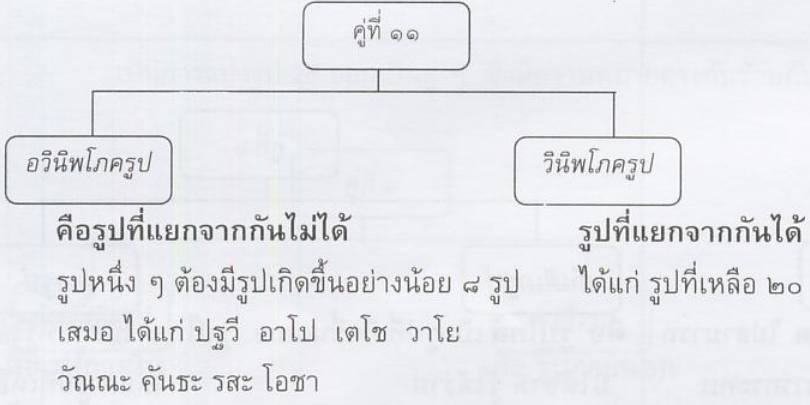 คู่ที่ ๑๑
อวินิพโภครูป
วินิพโภครูป
คือรูปที่แยกจากกันไม่ได้
รูปหนึ่ง ๆ ต้องมีรูปเกิดขึ้นอย่างน้อย ๘ รูป
เสมอ ได้แก่ ปฐวี อาโป เตโช วาโย
วัณณะ คันธะ รสะ โอชา
รูปที่แยกจากกันได้
ได้แก่ รูปที่เหลือ ๒๐